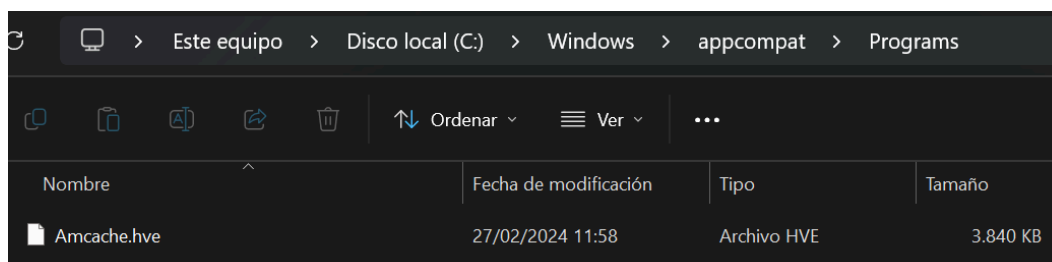 Este equipo > Disco local (C:) > Windows > appcompat > Programs
Ordenar Ver
Nombre Fecha de modificación Tipo Tamaño
Amcache.hve 27/02/2024 11:58 Archivo HVE 3.840 KB